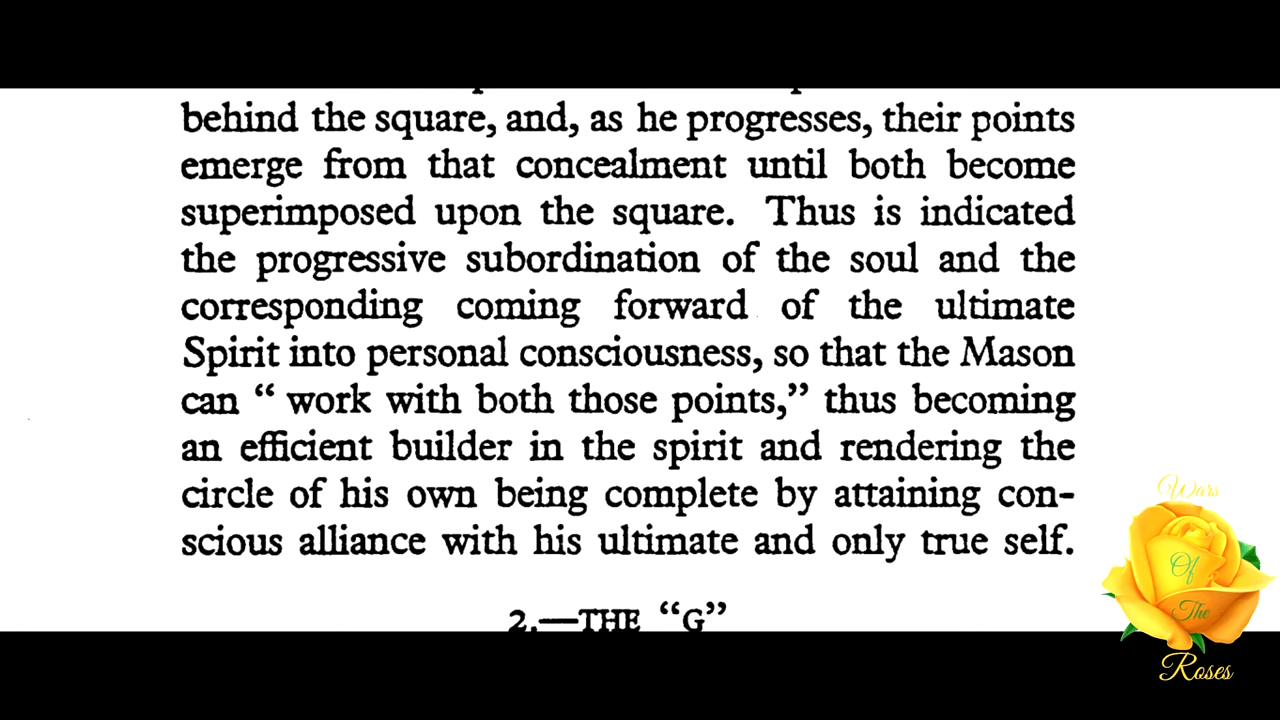 behind the square, and, as he progresses, their points
emerge from that concealment until both become
superimposed upon the square. Thus is indicated
the progressive subordination of the soul and the
corresponding coming forward of the ultimate
Spirit into personal consciousness, so that the Mason
can “ work with both those points,” thus becoming
an efficient builder in the spirit and rendering the
circle of his own being complete by attaining con-
scious alliance with his ultimate and only true self.
2.—THE “G”
Wars
Of
The
Roses